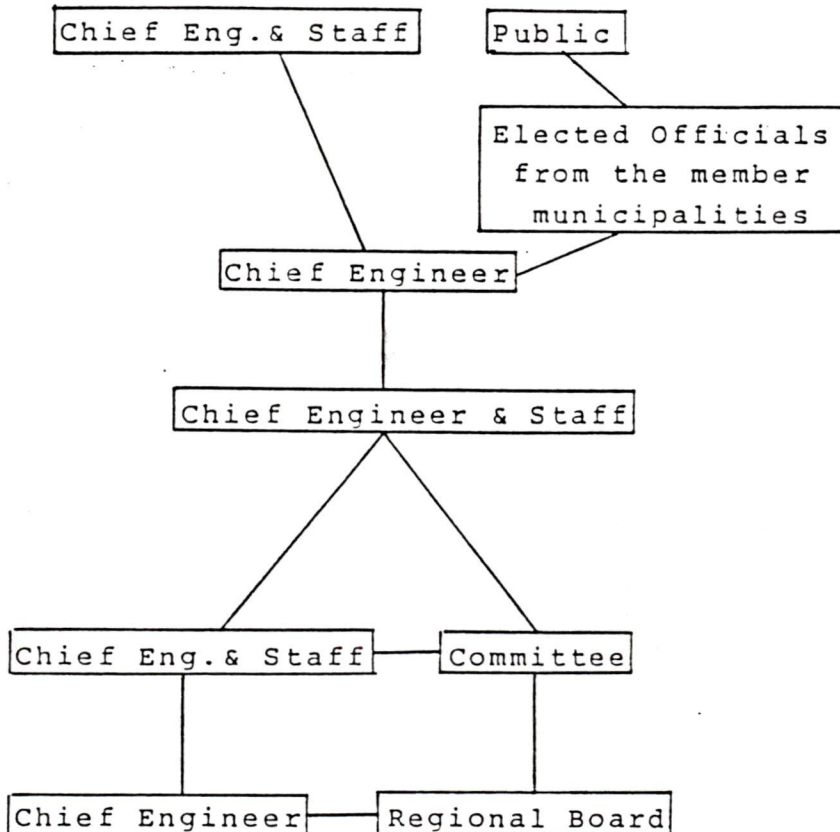 Chief Eng.& Staff
Public
Elected Officials
from the member
municipalities
Chief Engineer
Chief Engineer & Staff
Chief Eng.& Staff
Committee
Chief Engineer
Regional Board